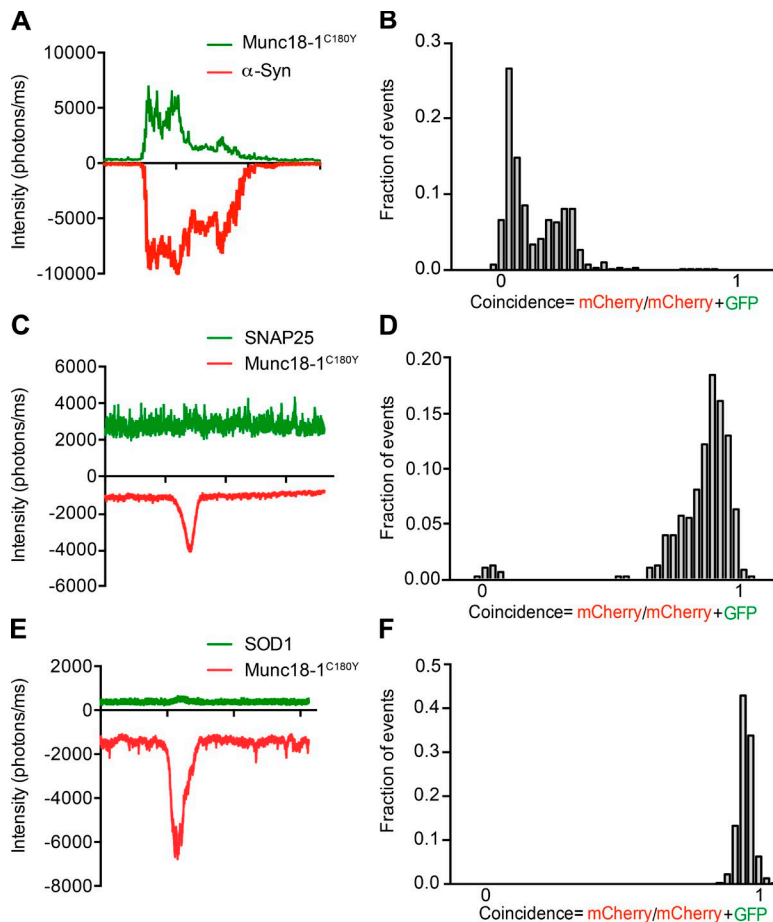 A
Munc18-1C180Y
α-Syn
Intensity (photons/ms)
10000
5000
0
-5000
-10000
B
Fraction of events
0.3
0.2
0.1
0.0
0
1
Coincidence= mCherry/mCherry+GFP
C
SNAP25
Munc18-1C180Y
Intensity (photons/ms)
6000
4000
2000
0
-2000
-4000
-6000
D
Fraction of events
0.20
0.15
0.10
0.05
0.00
0
1
Coincidence= mCherry/mCherry+GFP
E
SOD1
Munc18-1C180Y
Intensity (photons/ms)
2000
0
-2000
-4000
-6000
-8000
F
Fraction of events
0.5
0.4
0.3
0.2
0.1
0.0
0
1
Coincidence= mCherry/mCherry+GFP